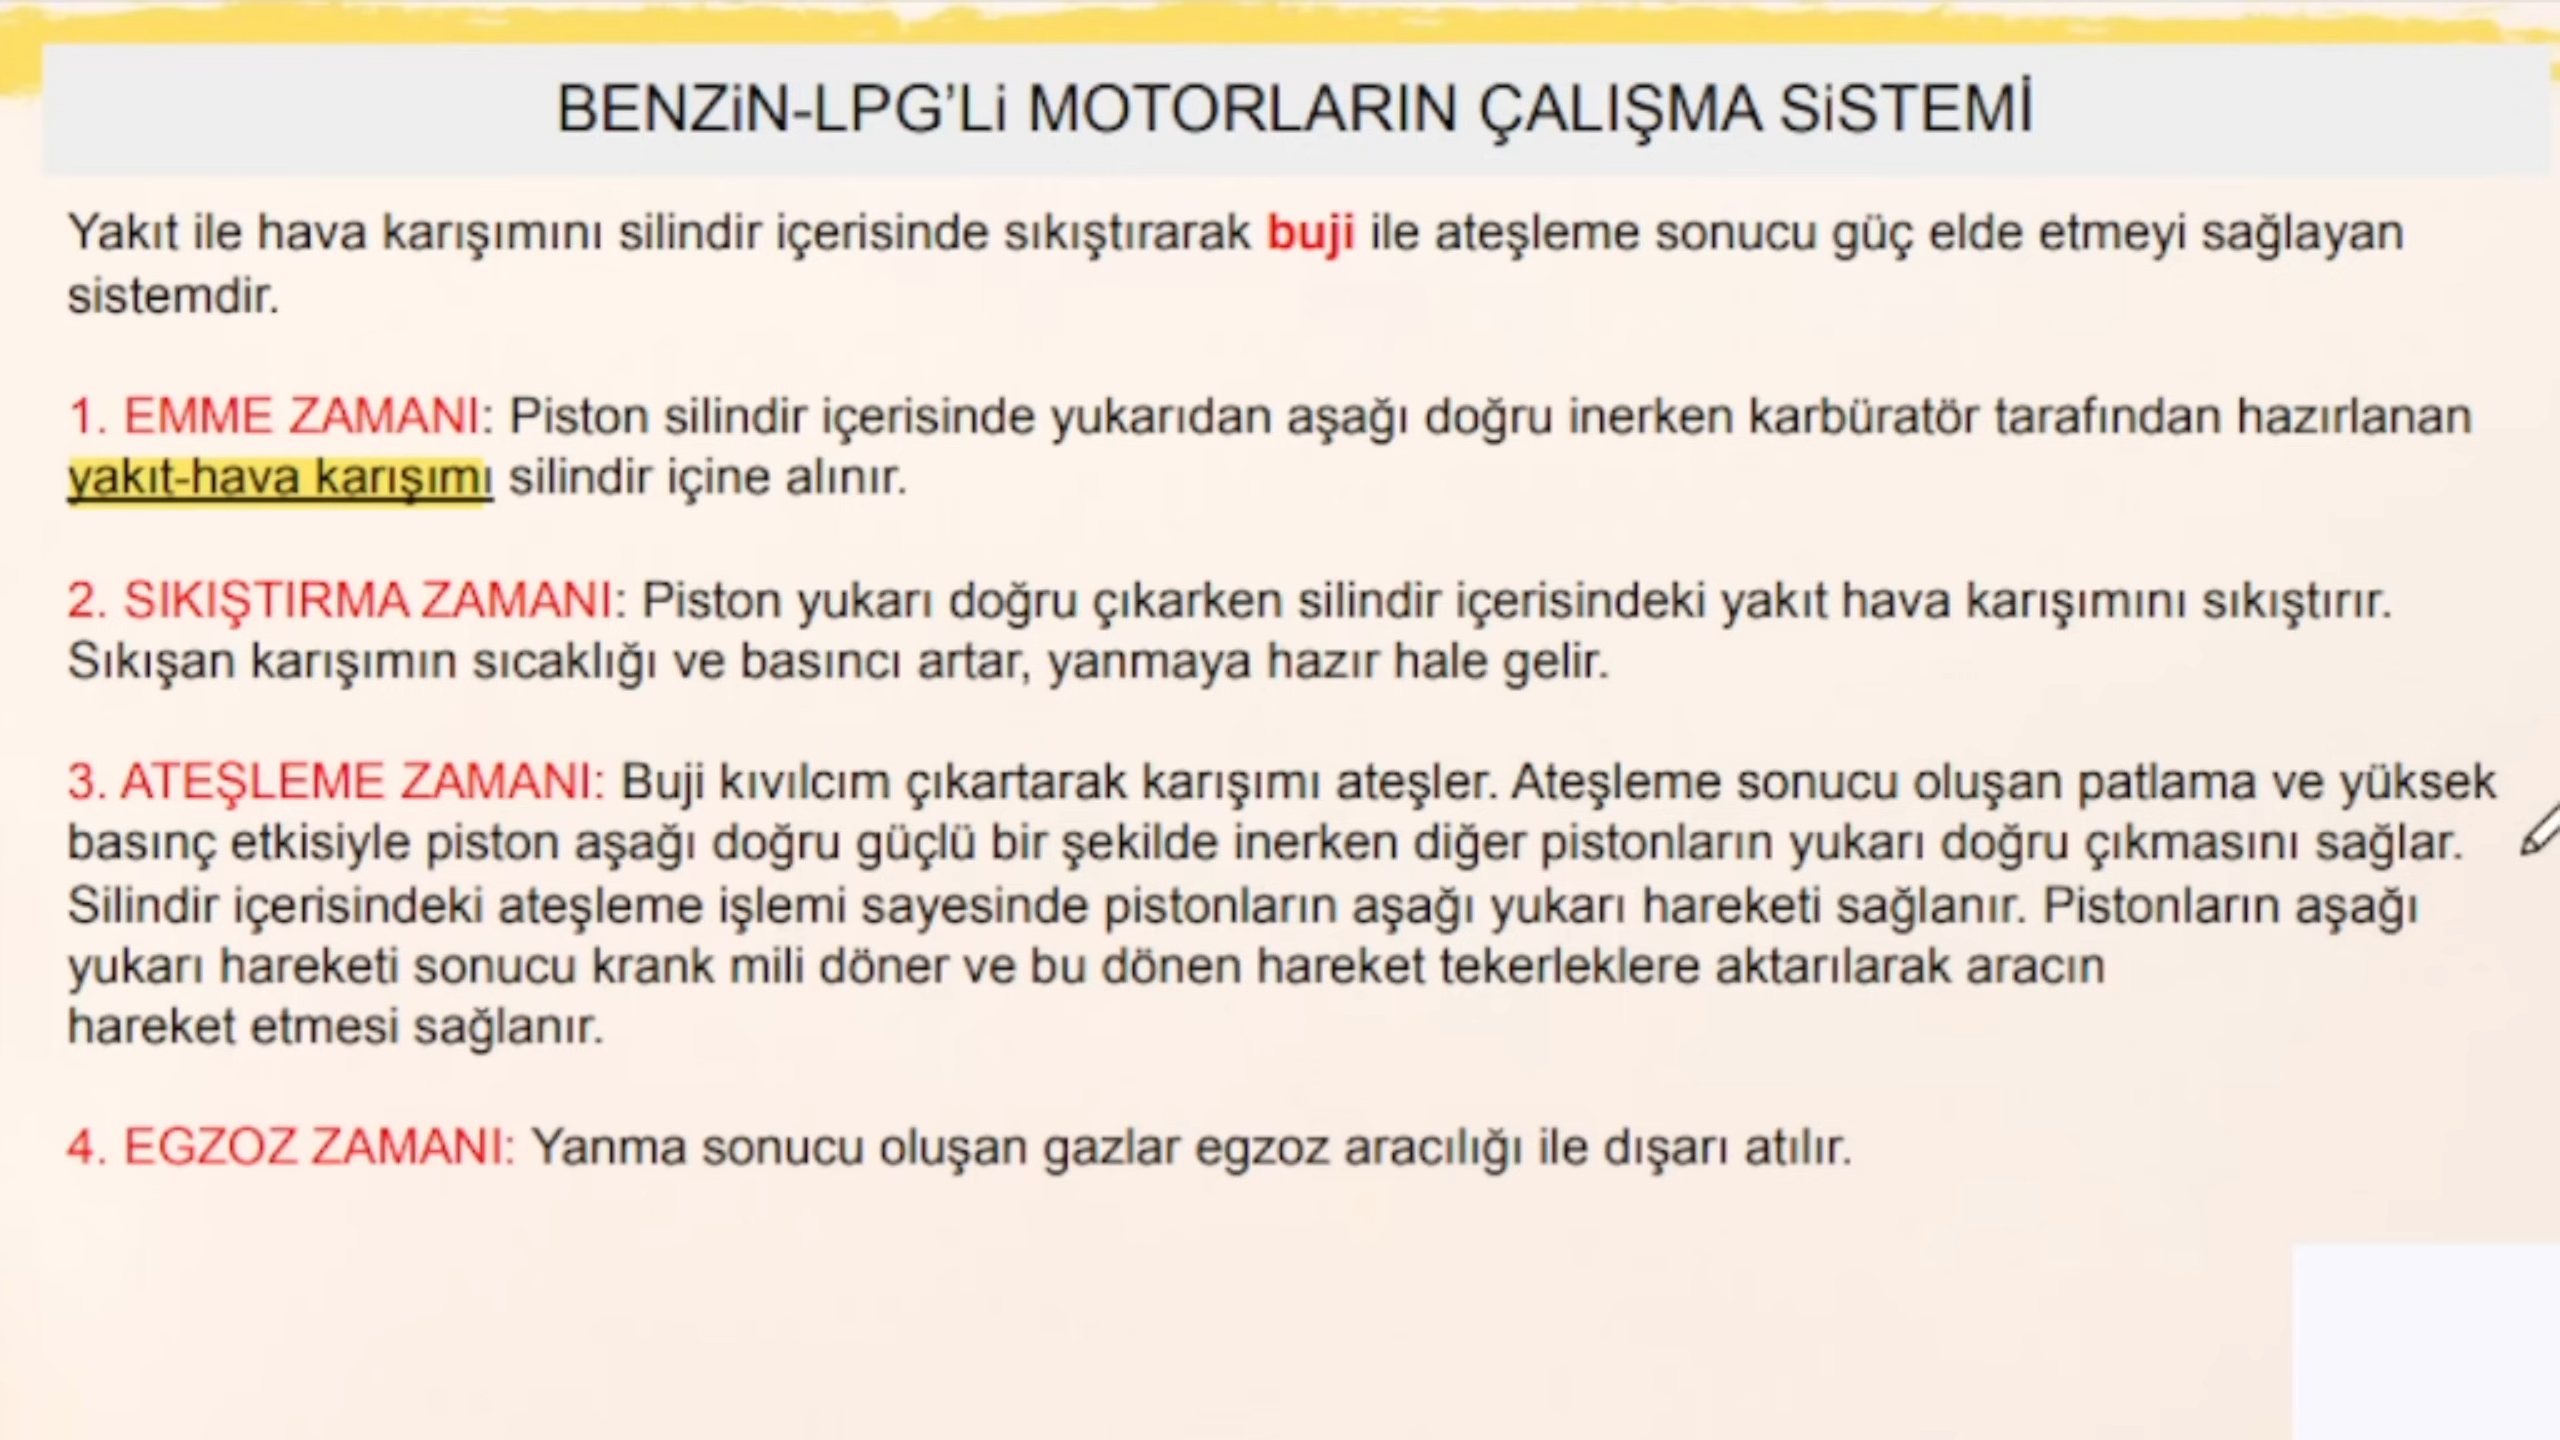 BENZiN-LPG’Li MOTORLARIN ÇALIŞMA SiSTEMİ
Yakıt ile hava karışımını silindir içerisinde sıkıştırarak buji ile ateşleme sonucu güç elde etmeyi sağlayan
sistemdir.
1. EMME ZAMANI: Piston silindir içerisinde yukarıdan aşağı doğru inerken karbüratör tarafından hazırlanan
yakıt-hava karışımı silindir içine alınır.
2. SIKIŞTIRMA ZAMANI: Piston yukarı doğru çıkarken silindir içerisindeki yakıt hava karışımını sıkıştırır.
Sıkışan karışımın sıcaklığı ve basıncı artar, yanmaya hazır hale gelir.
3. ATEŞLEME ZAMANI: Buji kıvılcım çıkartarak karışımı ateşler. Ateşleme sonucu oluşan patlama ve yüksek
basınç etkisiyle piston aşağı doğru güçlü bir şekilde inerken diğer pistonların yukarı doğru çıkmasını sağlar.
Silindir içerisindeki ateşleme işlemi sayesinde pistonların aşağı yukarı hareketi sağlanır. Pistonların aşağı
yukarı hareketi sonucu krank mili döner ve bu dönen hareket tekerleklere aktarılarak aracın
hareket etmesi sağlanır.
4. EGZOZ ZAMANI: Yanma sonucu oluşan gazlar egzoz aracılığı ile dışarı atılır.